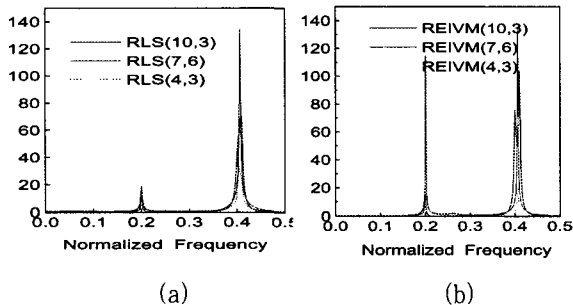 140
120
100
80
60
40
20
0
RLS(10,3)
RLS(7,6)
RLS(4,3)
0.0 0.1 0.2 0.3 0.4 0.5
Normalized Frequency
(a)
140
120
100
80
60
40
20
0
REIVM(10,3)
REIVM(7,6)
REIVM(4,3)
0.0 0.1 0.2 0.3 0.4 0.5
Normalized Frequency
(b)